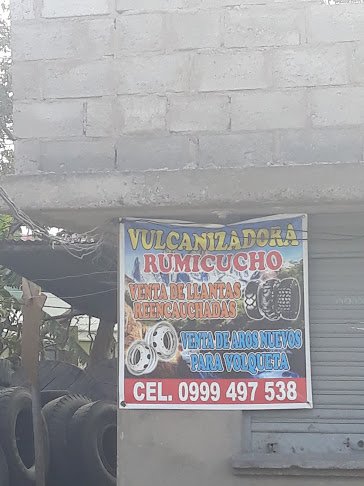 VULCANIZADORA
RUMICUCHO
VENTA DE LLANTAS
REENCAUCHADAS
VENTA DE AROS NUEVOS
PARA VOLQUETA
CEL. 0999 497 538